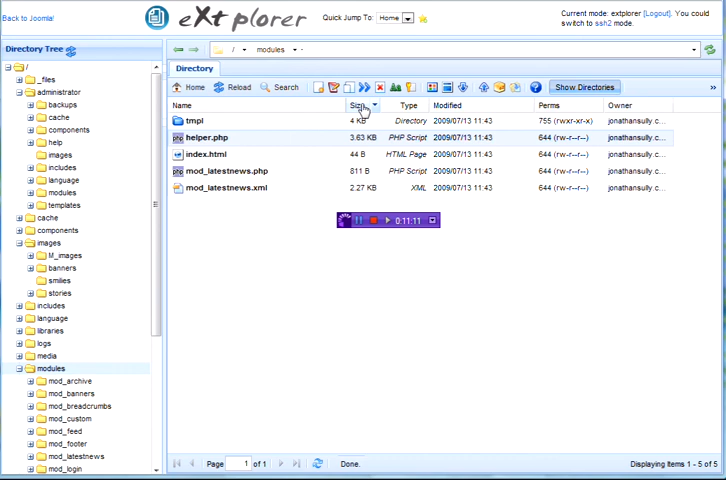 Back to Joomla!
eXtplorer
Quick Jump To: Home
Current mode: extplorer [Logout]. You could
switch to ssh2 mode.
Directory Tree
/ modules
Directory
Home Reload Search Show Directories »
Name Size Type Modified Perms Owner
tmpl 4 KB Directory 2009/07/13 11:43 755 (rwxr-xr-x) jonathansully.c...
helper.php 3.63 KB PHP Script 2009/07/13 11:43 644 (rw-r--r--) jonathansully.c...
index.html 44 B HTML Page 2009/07/13 11:43 644 (rw-r--r--) jonathansully.c...
mod_latestnews.php 811 B PHP Script 2009/07/13 11:43 644 (rw-r--r--) jonathansully.c...
mod_latestnews.xml 2.27 KB XML 2009/07/13 11:43 644 (rw-r--r--) jonathansully.c...
0:11:11
/
_files
administrator
backups
cache
components
help
images
includes
language
modules
templates
cache
components
images
M_images
banners
smilies
stories
includes
language
libraries
logs
media
modules
mod_archive
mod_banners
mod_breadcrumbs
mod_custom
mod_feed
mod_footer
mod_latestnews
mod_login
Page 1 of 1 Done. Displaying Items 1 - 5 of 5